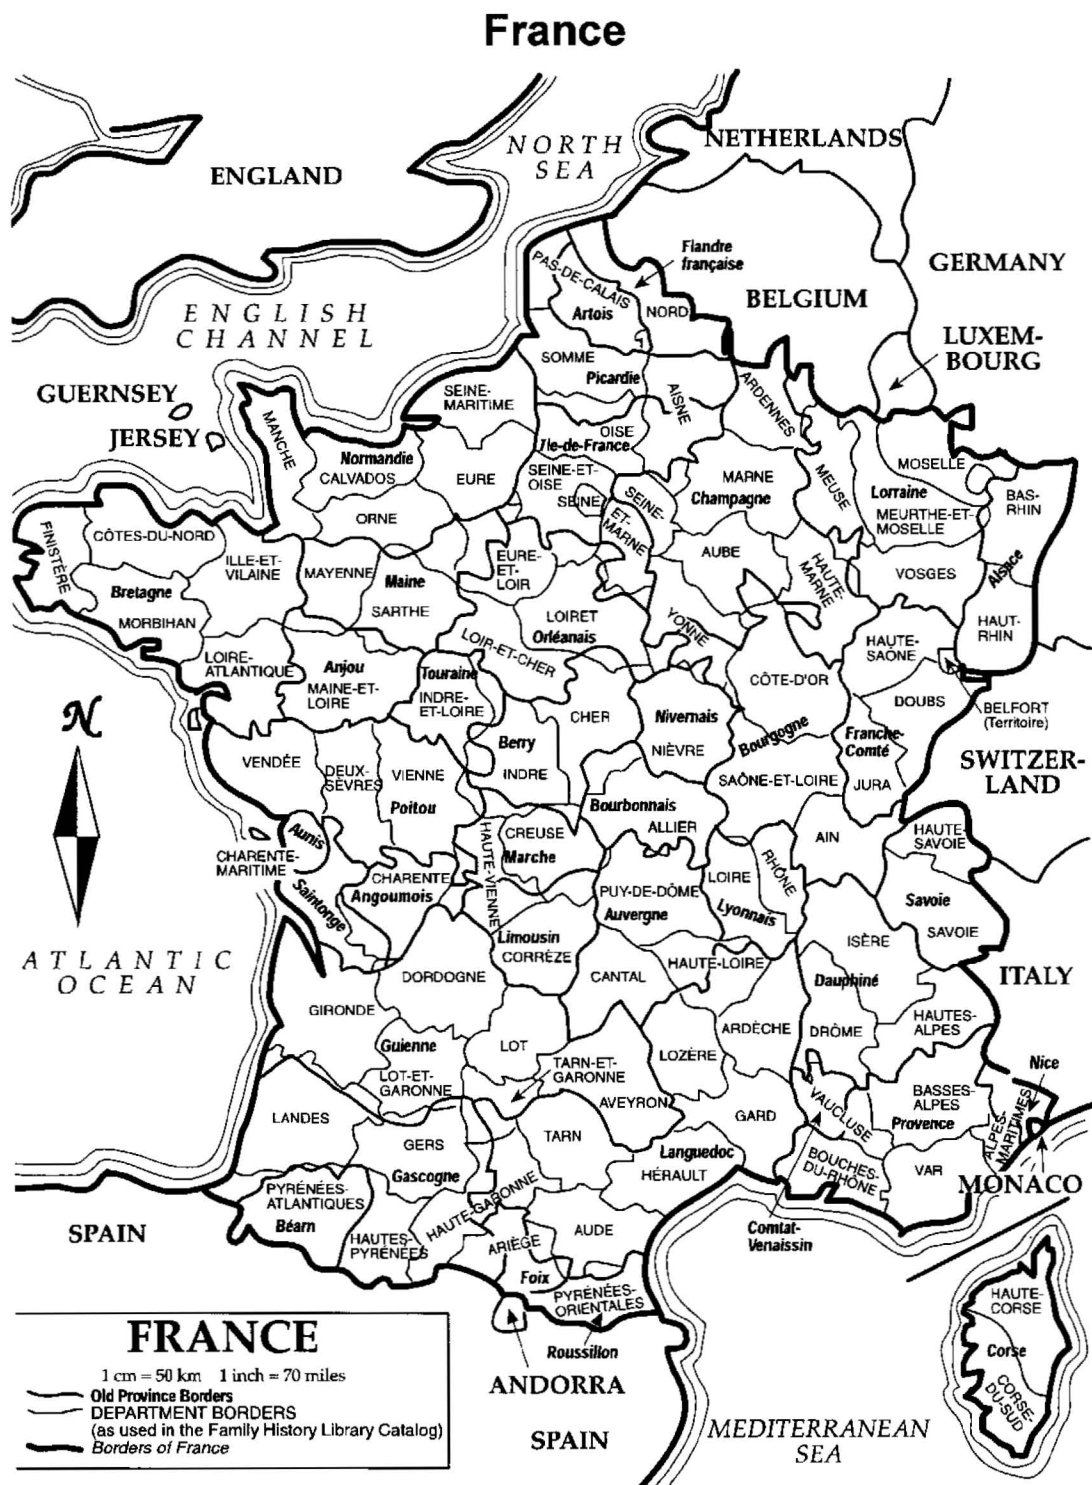 France
NORTH
SEA
NETHERLANDS
ENGLAND
Flandre
française
GERMANY
PAS-DE-CALAIS
BELGIUM
ENGLISH
CHANNEL
Artois
NORD
LUXEM-
BOURG
SOMME
Picardie
GUERNSEY
SEINE-
MARITIME
AISNE
ARDENNES
JERSEY
MANCHE
OISE
Ile-de-France
Normandie
CALVADOS
EURE
SEINE-ET-
OISE
SEINE
SEINE-
ET-
MARNE
MARNE
Champagne
MEUSE
MOSELLE
Lorraine
MEURTHE-ET-
MOSELLE
BAS-
RHIN
ORNE
FINISTÈRE
CÔTES-DU-NORD
ILLE-ET-
VILAINE
MAYENNE
Maine
SARTHE
EURE-
ET-
LOIR
AUBE
HAUTE-
MARNE
VOSGES
Alsace
Bretagne
MORBIHAN
LOIRET
Orléanais
YONNE
HAUT-
RHIN
LOIRE-
ATLANTIQUE
Anjou
MAINE-ET-
LOIRE
Touraine
INDRE-
ET-LOIRE
LOIR-ET-CHER
HAUTE-
SAÔNE
CÔTE-D'OR
DOUBS
BELFORT
(Territoire)
N
CHER
Nivernais
NIÈVRE
Bourgogne
Franche-
Comté
SWITZER-
LAND
VENDÉE
DEUX-
SÈVRES
VIENNE
Poitou
Berry
INDRE
SAÔNE-ET-LOIRE
JURA
Bourbonnais
ALLIER
Aunis
CHARENTE-
MARITIME
HAUTE-VIENNE
CREUSE
Marche
AIN
HAUTE-
SAVOIE
Saintonge
CHARENTE
Angoumois
PUY-DE-DÔME
Auvergne
LOIRE
RHÔNE
Lyonnais
Savoie
SAVOIE
ATLANTIC
OCEAN
Limousin
CORRÈZE
ISÈRE
DORDOGNE
CANTAL
HAUTE-LOIRE
Dauphiné
ITALY
GIRONDE
ARDÈCHE
DRÔME
HAUTES-
ALPES
Guienne
LOT
LOZÈRE
LOT-ET-
GARONNE
TARN-ET-
GARONNE
AVEYRON
VAUCLUSE
BASSES-
ALPES
Provence
Nice
ALPES-
MARITIMES
LANDES
GERS
Gascogne
TARN
GARD
Languedoc
HÉRAULT
BOUCHES-
DU-RHÔNE
VAR
MONACO
PYRÉNÉES-
ATLANTIQUES
Béarn
SPAIN
HAUTES-
PYRÉNÉES
HAUTE-GARONNE
ARIÈGE
AUDE
Comtat-
Venaissin
Foix
PYRÉNÉES-
ORIENTALES
HAUTE-
CORSE
Corse
CORSE-
DU-SUD
Roussillon
ANDORRA
SPAIN
MEDITERRANEAN
SEA
FRANCE
1 cm = 50 km 1 inch = 70 miles
Old Province Borders
DEPARTMENT BORDERS
(as used in the Family History Library Catalog)
Borders of France